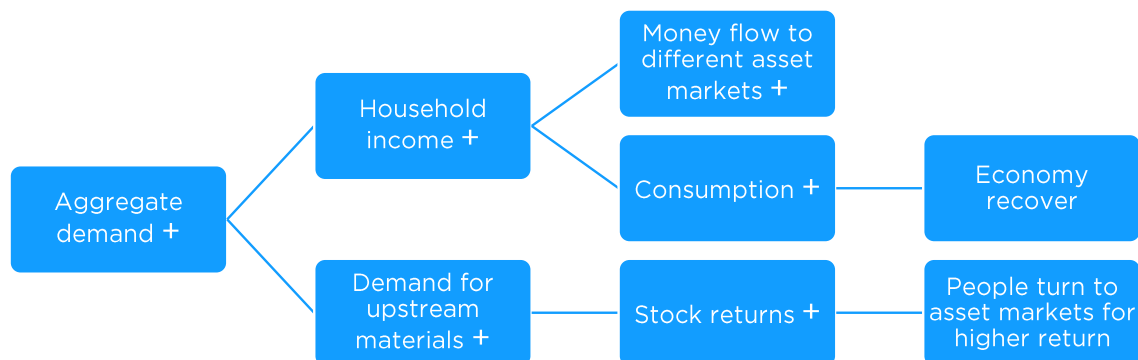 Money flow to
different asset
markets +
Household
income +
Aggregate
demand +
Consumption +
Economy
recover
Demand for
upstream
materials +
Stock returns +
People turn to
asset markets for
higher return